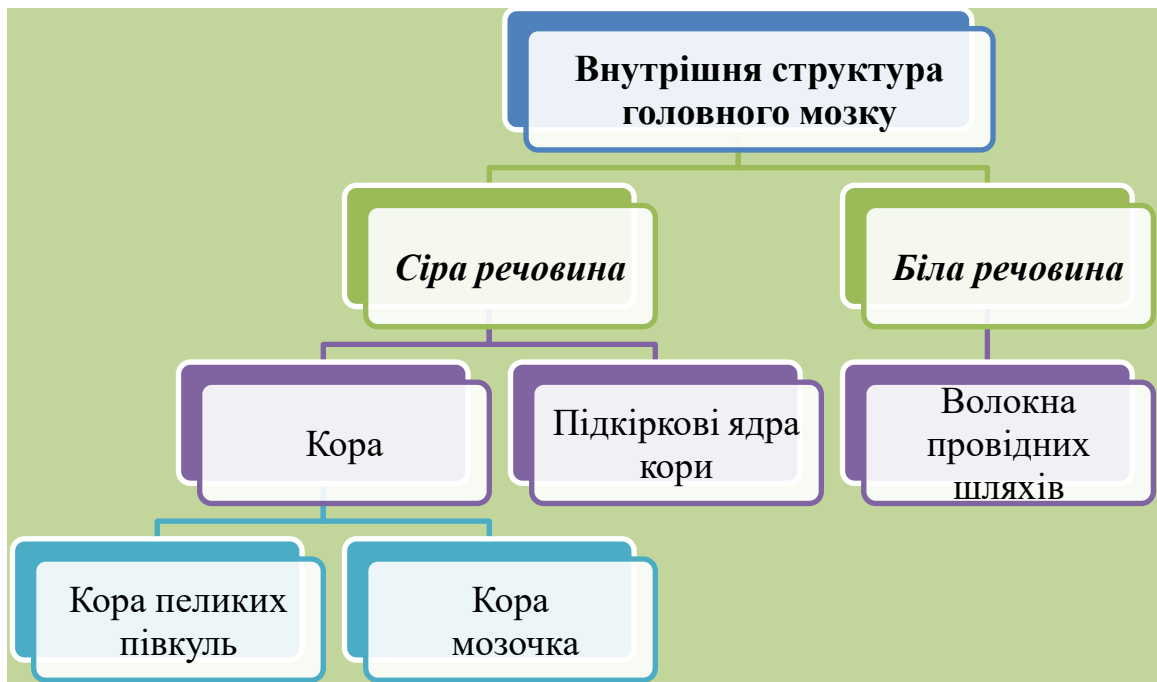 Внутрішня структура
головного мозку
Сіра речовина
Біла речовина
Кора
Підкіркові ядра
кори
Волокна
провідних
шляхів
Кора пеликих
півкуль
Кора
мозочка